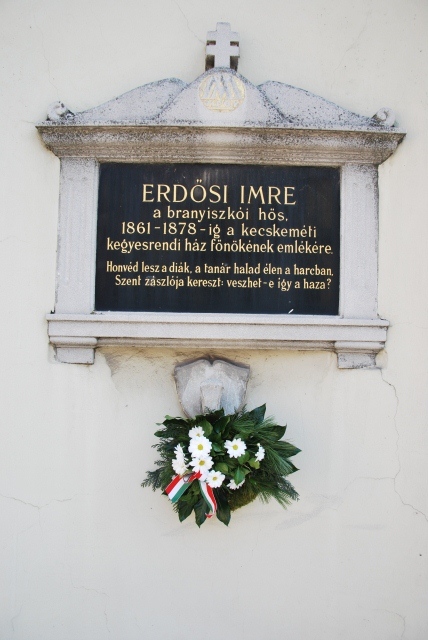 ERDŐSI IMRE
a branyiszkói hős.
1861-1878-ig a kecskeméti
kegyesrendi ház főnökének emlékére.
Honvéd lesz a diák, a tanár halad élen a harcban.
Szent zászlója kereszt: veszhet-e így a haza?